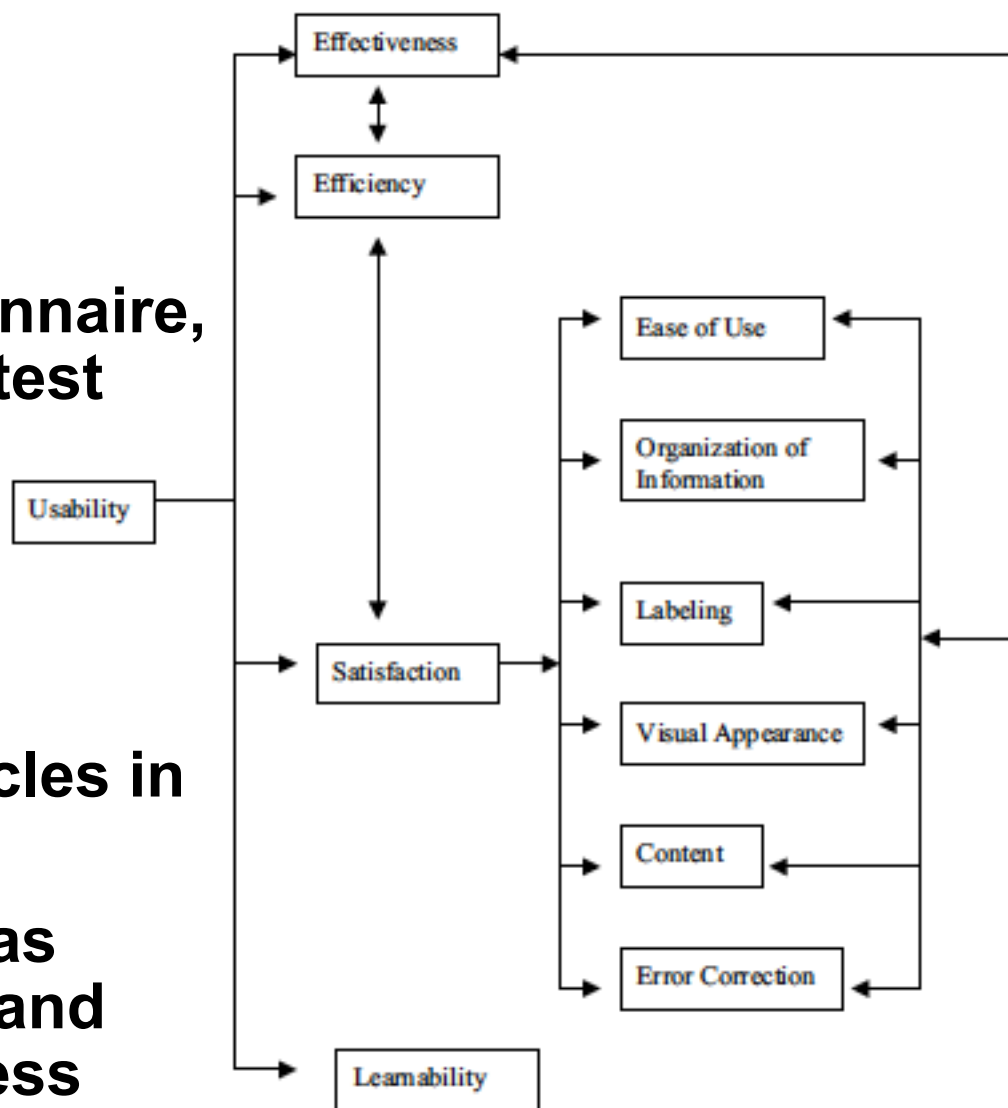 Effectiveness
Efficiency
nnaire,
test
Ease of Use
Organization of
Information
Usability
Labeling
Satisfaction
Visual Appearance
cles in
Content
as
and
ess
Error Correction
Learnability